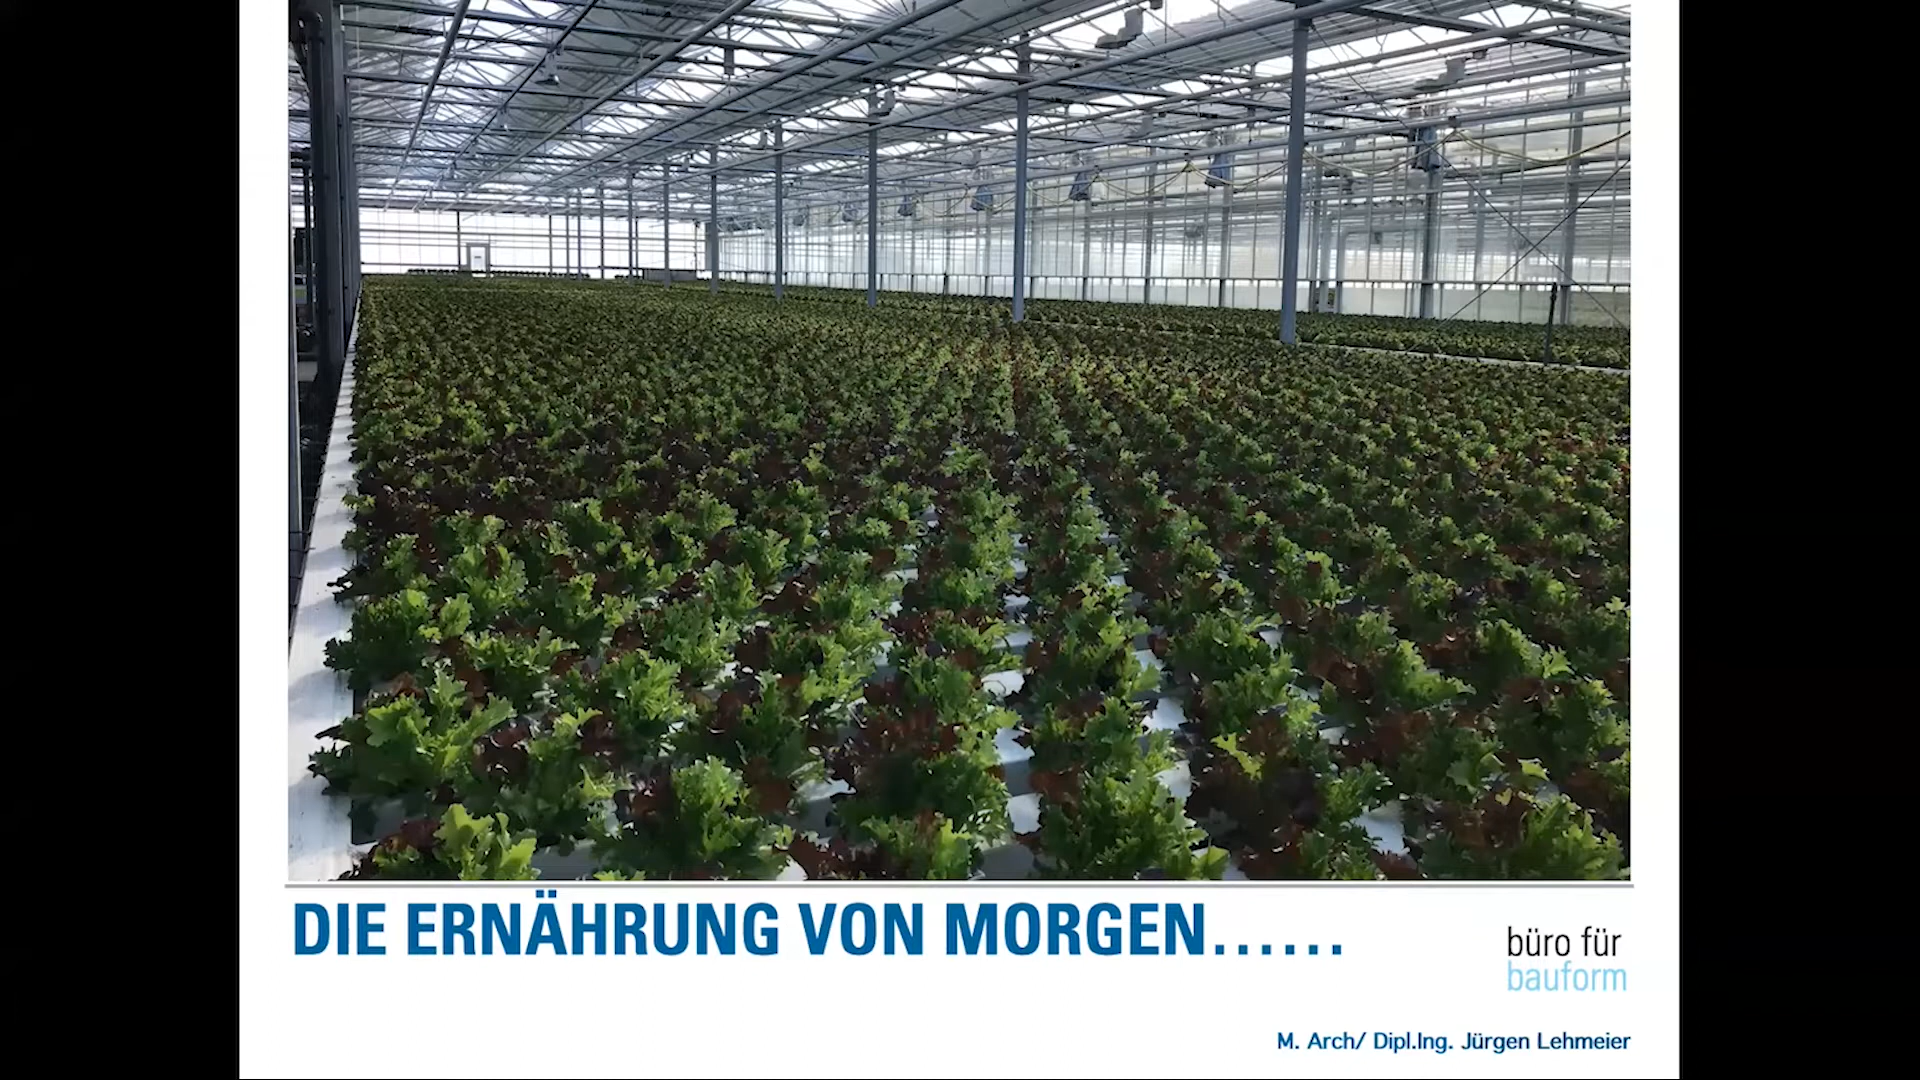 DIE ERNÄHRUNG VON MORGEN......
büro für
bauform
M. Arch/ Dipl.Ing. Jürgen Lehmeier